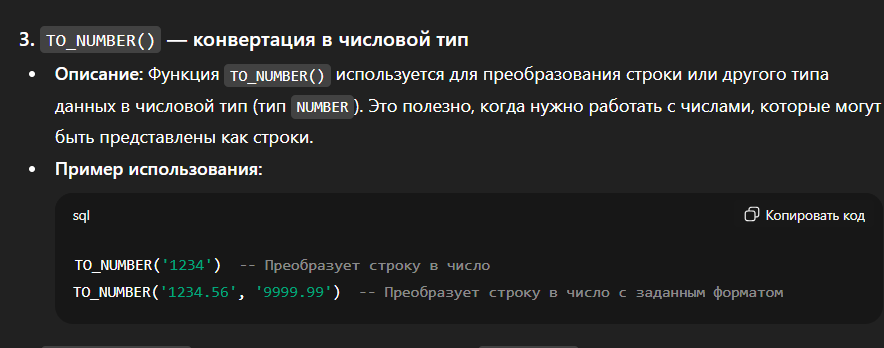 3. TO_NUMBER() — конвертация в числовой тип
• Описание: Функция TO_NUMBER() используется для преобразования строки или другого типа
данных в числовой тип (тип NUMBER). Это полезно, когда нужно работать с числами, которые могут
быть представлены как строки.
• Пример использования:
sql
Копировать код
TO_NUMBER('1234')  -- Преобразует строку в число
TO_NUMBER('1234.56', '9999.99')  -- Преобразует строку в число с заданным форматом